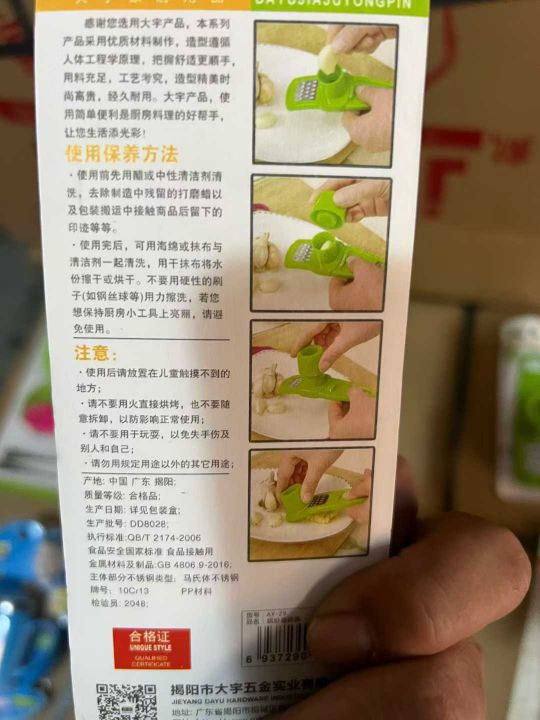 DAYUJIAJUYONGPIN
感谢您选用大宇产品，本系列
产品采用优质材料制作，造型遵循
人体工程学原理，把握舒适更顺手，
用料充足，工艺考究，造型精美时
尚高贵，经久耐用。大宇产品，使
用简单便利是厨房料理的好帮手，
让您生活添光彩！
使用保养方法
·使用前先用醋或中性清洁剂清
洗，去除制造中残留的打磨蜡以
及包装搬运中接触商品后留下的
印迹等等。
·使用完后，可用海绵或抹布与
清洁剂一起清洗，用干抹布将水
份擦干或烘干。不要用硬性的刷
子(如钢丝球等)用力擦洗，若您
想保持厨房小工具上亮丽，请避
免使用。
注意：
·使用后请放置在儿童触摸不到的
地方；
·请不要用火直接烘烤，也不要随
意拆卸，以防影响正常使用；
·请不要用于玩耍，以免失手伤及
别人和自己；
·请勿用规定用途以外的其它用途；
产地: 中国 广东 揭阳;
质量等级: 合格品;
生产日期: 详见包装盒;
生产批号: DD8028;
执行标准:QB/T 2174-2006
食品安全国家标准 食品接触用
金属材料及制品:GB 4806.9-2016;
主体部分不锈钢类型: 马氏体不锈钢
牌号: 10Cr13 PP材料
检验员: 2046;
合格证
UNIQUE STYLE
QUALIFIED
CERTIFICATE
型号: AY-29
品名:
6 937290
揭阳市大宇五金实业有
JIEYANG DAYU HARDWARE INDUST
地址: 广东省揭阳市揭